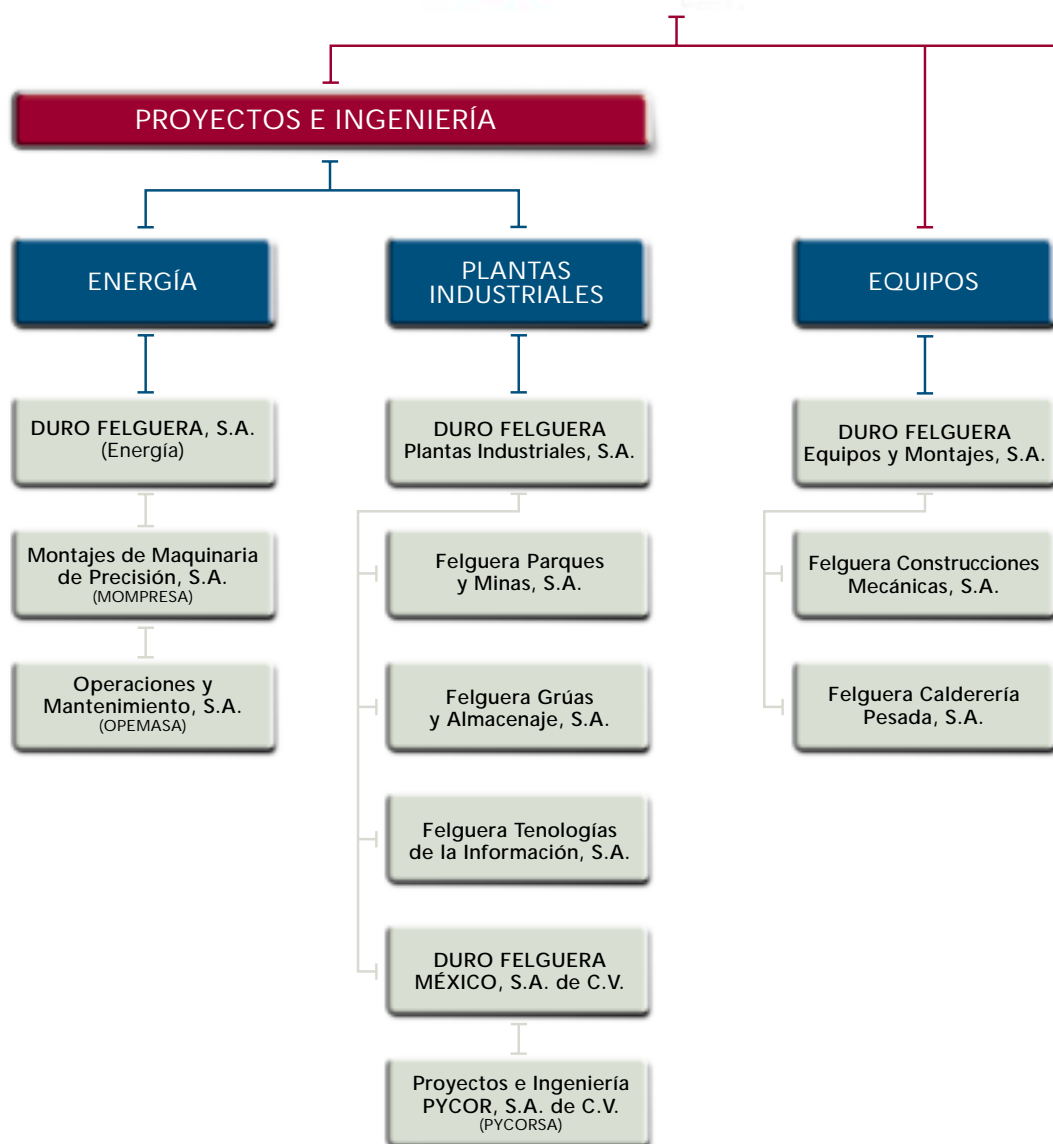 PROYECTOS E INGENIERÍA
ENERGÍA
DURO FELGUERA, S.A.
(Energía)
Montajes de Maquinaria
de Precisión, S.A.
(MOMPRESA)
Operaciones y
Mantenimiento, S.A.
(OPEMASA)
PLANTAS
INDUSTRIALES
DURO FELGUERA
Plantas Industriales, S.A.
Felguera Parques
y Minas, S.A.
Felguera Grúas
y Almacenaje, S.A.
Felguera Tenologías
de la Información, S.A.
DURO FELGUERA
MÉXICO, S.A. de C.V.
Proyectos e Ingeniería
PYCOR, S.A. de C.V.
(PYCORSA)
EQUIPOS
DURO FELGUERA
Equipos y Montajes, S.A.
Felguera Construcciones
Mecánicas, S.A.
Felguera Calderería
Pesada, S.A.